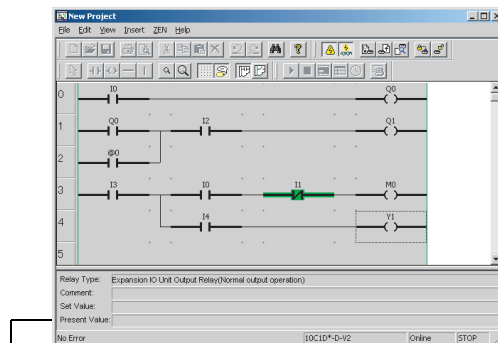 New Project
File Edit View Insert ZEN Help
0 I0 Q0
1 Q0 I2 Q1
2 @0
3 I3 I0 I1 M0
4 I4 Y1
5
Relay Type: Expansion IO Unit Output Relay(Normal output operation)
Comment:
Set Value:
Present Value:
No Error 10C1D*-D-V2 Online STOP